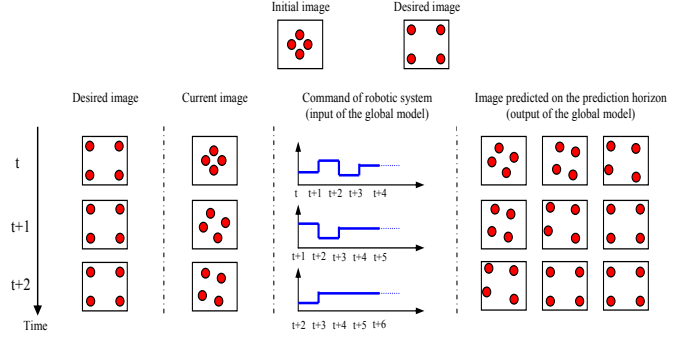 Initial image
Desired image
Desired image
Current image
Command of robotic system
(input of the global model)
Image predicted on the prediction horizon
(output of the global model)
t
t t+1 t+2 t+3 t+4
t+1
t+1 t+2 t+3 t+4 t+5
t+2
t+2 t+3 t+4 t+5 t+6
Time